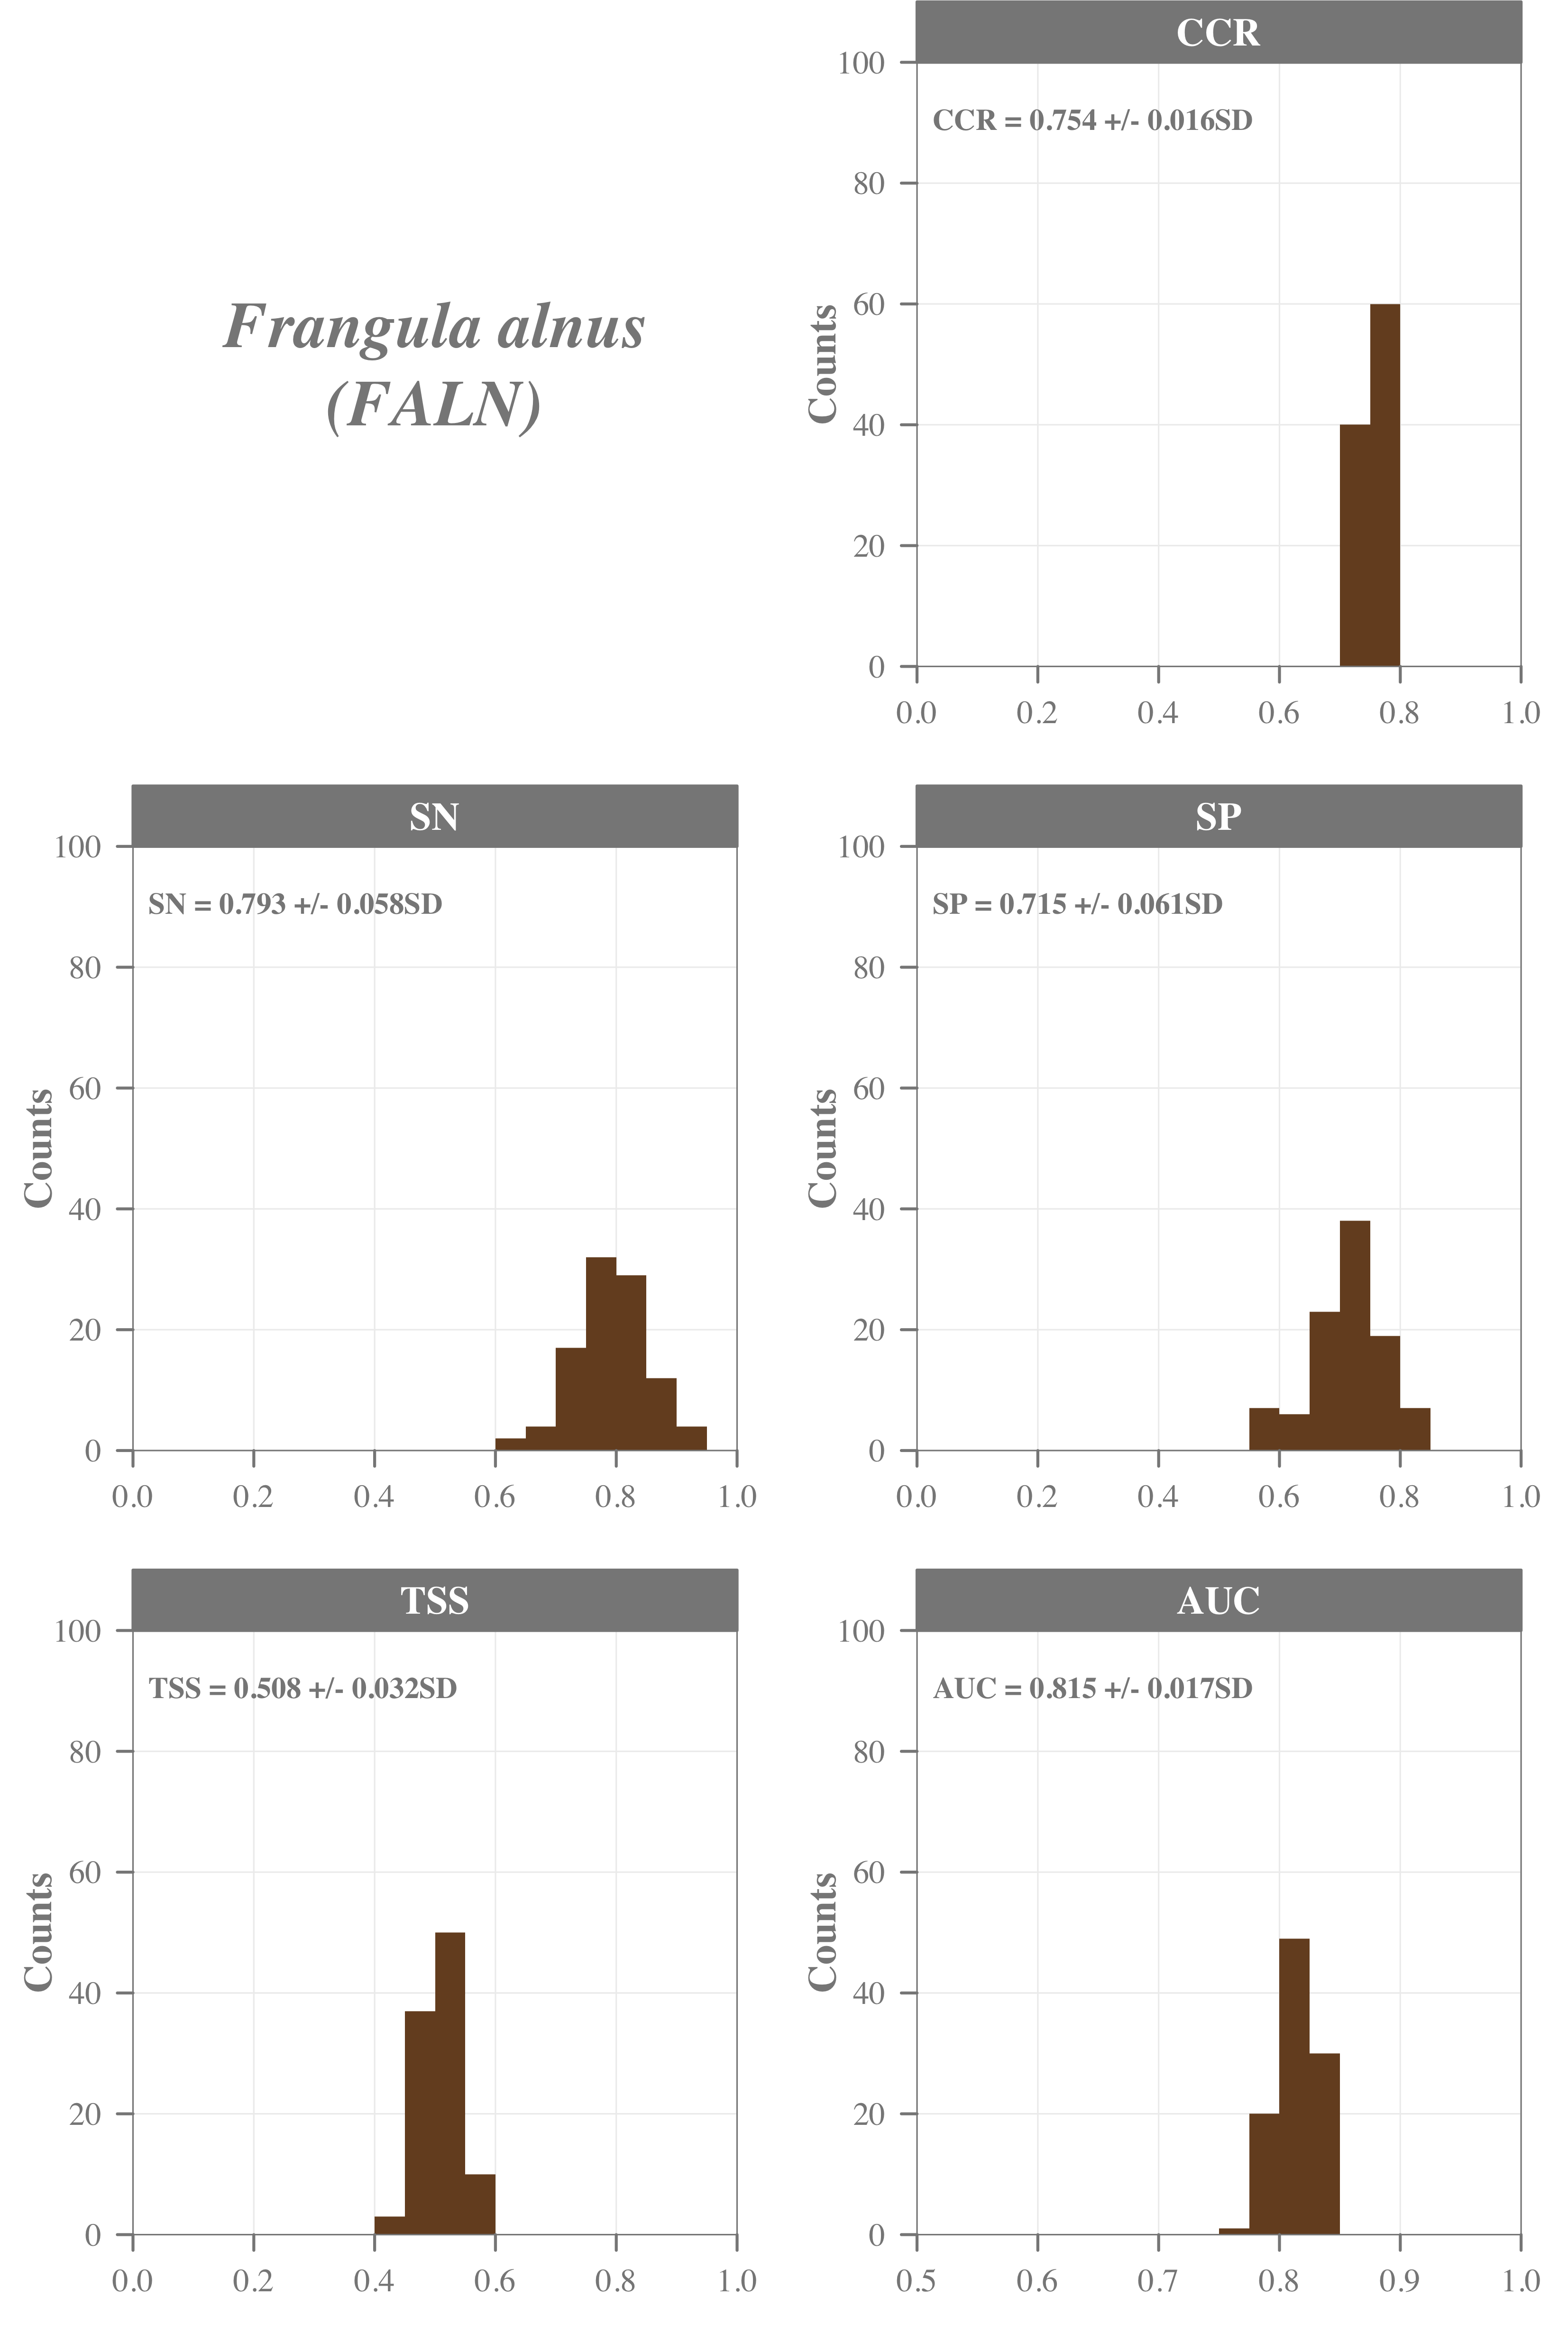 CCR
100
CCR = 0.754 +/- 0.016SD
80
60
Frangula alnus
(FALN)
Counts
40
20
0
0.0 0.2 0.4 0.6 0.8 1.0
SN
100
SN = 0.793 +/- 0.058SD
80
60
Counts
40
20
0
0.0 0.2 0.4 0.6 0.8 1.0
SP
100
SP = 0.715 +/- 0.061SD
80
60
Counts
40
20
0
0.0 0.2 0.4 0.6 0.8 1.0
TSS
100
TSS = 0.508 +/- 0.032SD
80
60
Counts
40
20
0
0.0 0.2 0.4 0.6 0.8 1.0
AUC
100
AUC = 0.815 +/- 0.017SD
80
60
Counts
40
20
0
0.5 0.6 0.7 0.8 0.9 1.0